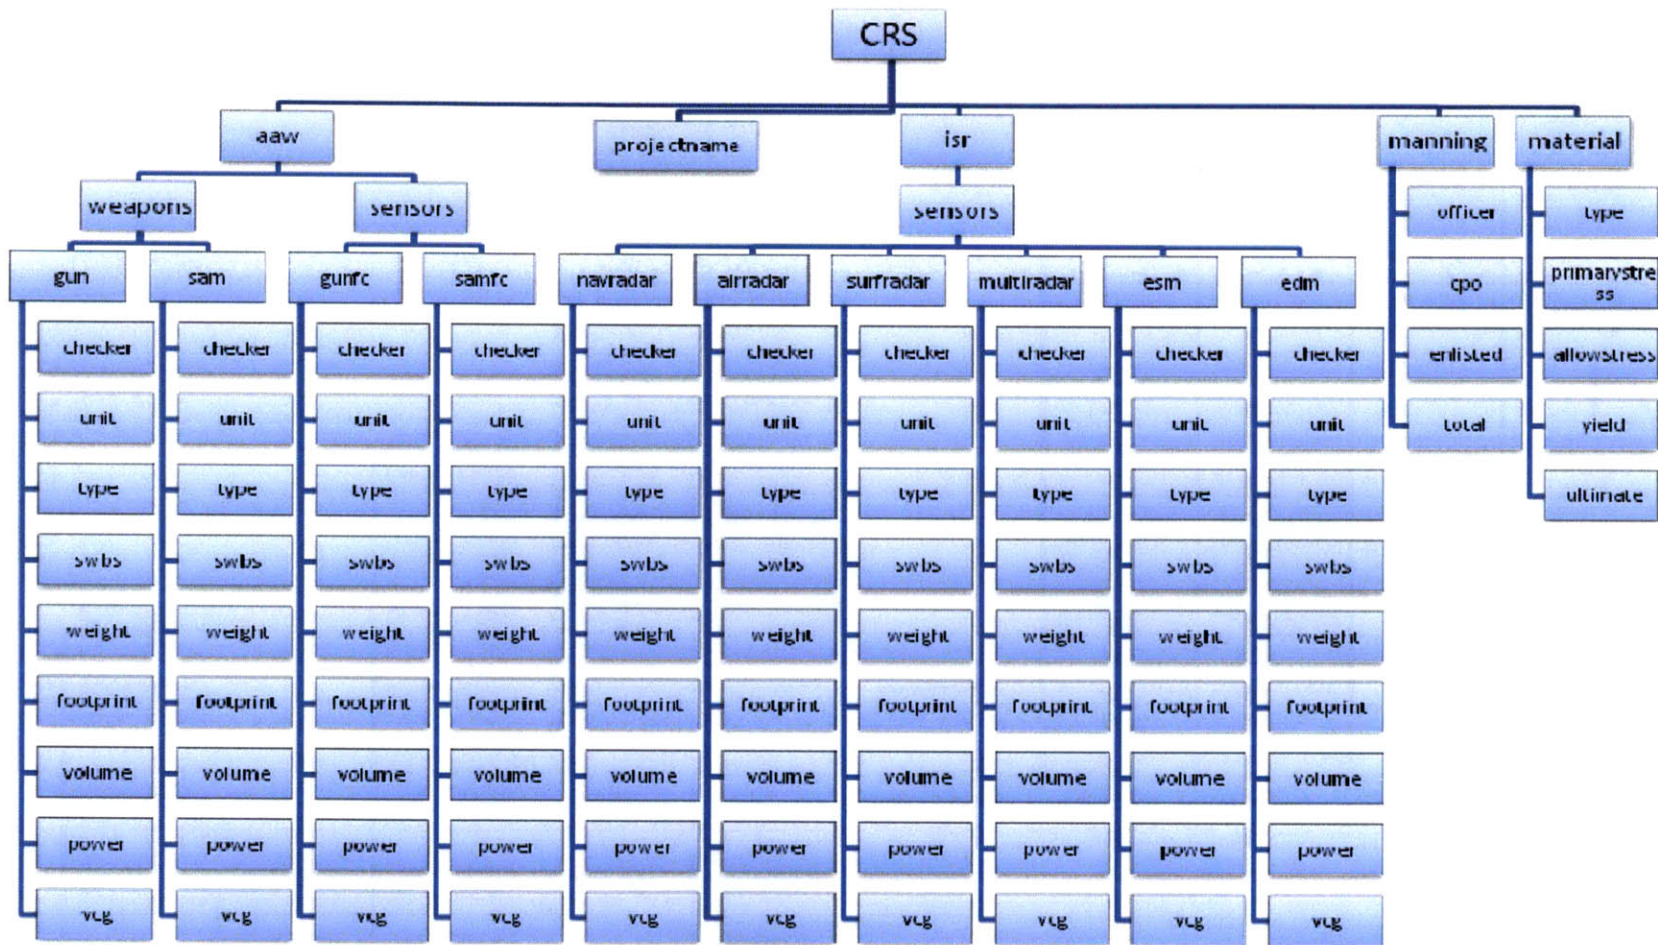 CRS
aaw
projectname
isr
manning
material
weapons
sensors
sensors
officer
type
gun
sam
gunfc
samfc
navradar
airradar
surfradar
multiradar
esm
edm
cpo
primarystre
ss
checker
checker
checker
checker
checker
checker
checker
checker
checker
checker
enlisted
allowstress
unit
unit
unit
unit
unit
unit
unit
unit
unit
unit
total
yield
type
type
type
type
type
type
type
type
type
type
ultimate
swbs
swbs
swbs
swbs
swbs
swbs
swbs
swbs
swbs
swbs
weight
weight
weight
weight
weight
weight
weight
weight
weight
weight
footprint
footprint
footprint
footprint
footprint
footprint
footprint
footprint
footprint
footprint
volume
volume
volume
volume
volume
volume
volume
volume
volume
volume
power
power
power
power
power
power
power
power
power
power
vcg
vcg
vcg
vcg
vcg
vcg
vcg
vcg
vcg
vcg